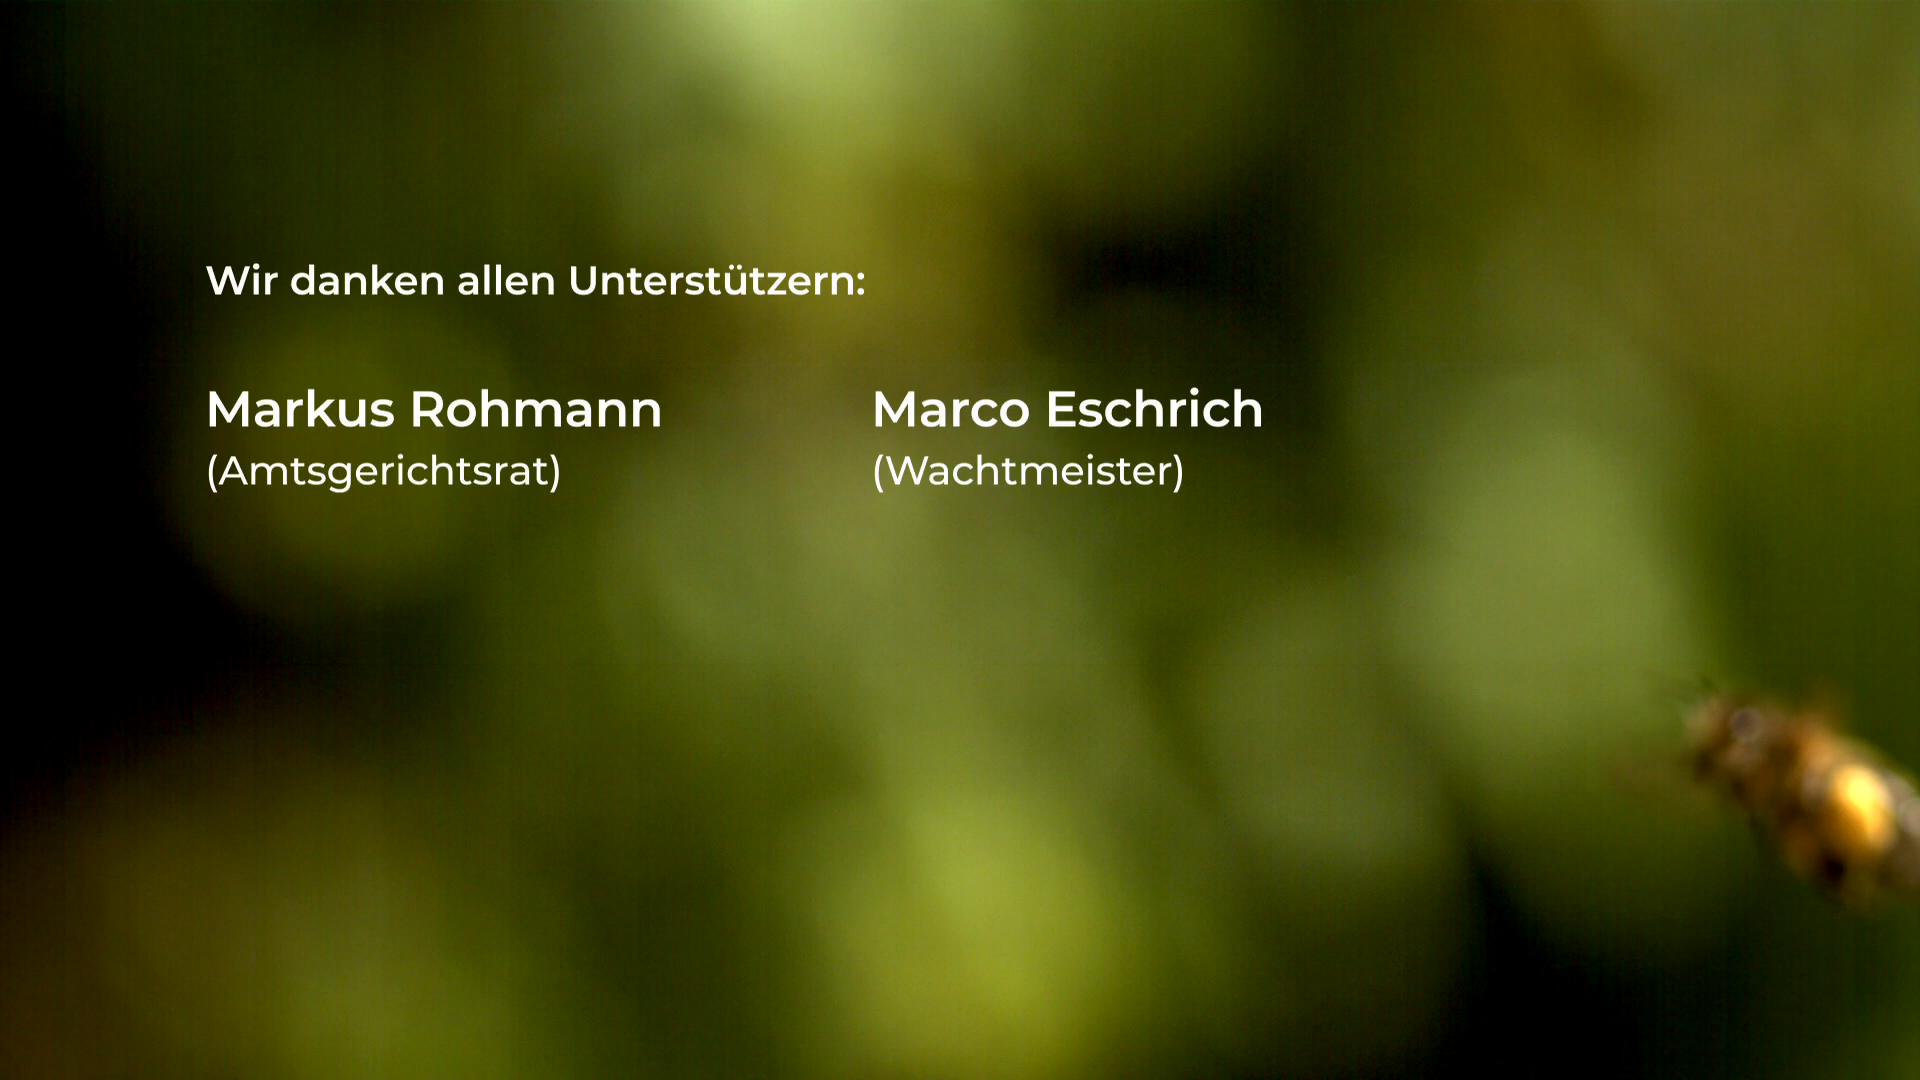 Wir danken allen Unterstützern:
Markus Rohmann
(Amtsgerichtsrat)
Marco Eschrich
(Wachtmeister)